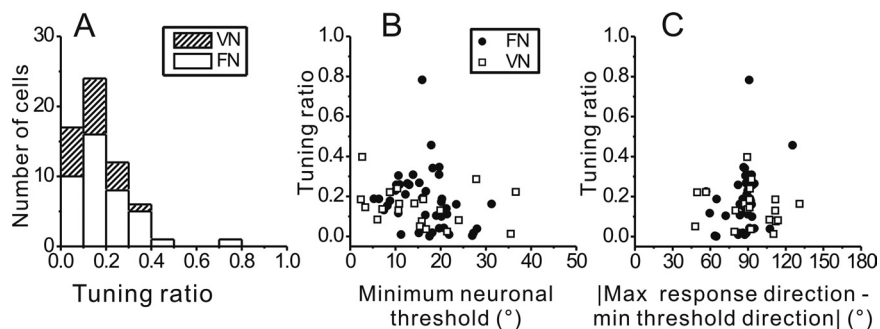 A
VN
FN
Number of cells
30
20
10
0
0.0 0.2 0.4 0.6 0.8 1.0
Tuning ratio
B
FN
VN
Tuning ratio
1.0
0.8
0.6
0.4
0.2
0.0
0 10 20 30 40 50
Minimum neuronal
threshold (°)
C
Tuning ratio
1.0
0.8
0.6
0.4
0.2
0.0
0 30 60 90 120 150 180
|Max response direction -
min threshold direction| (°)